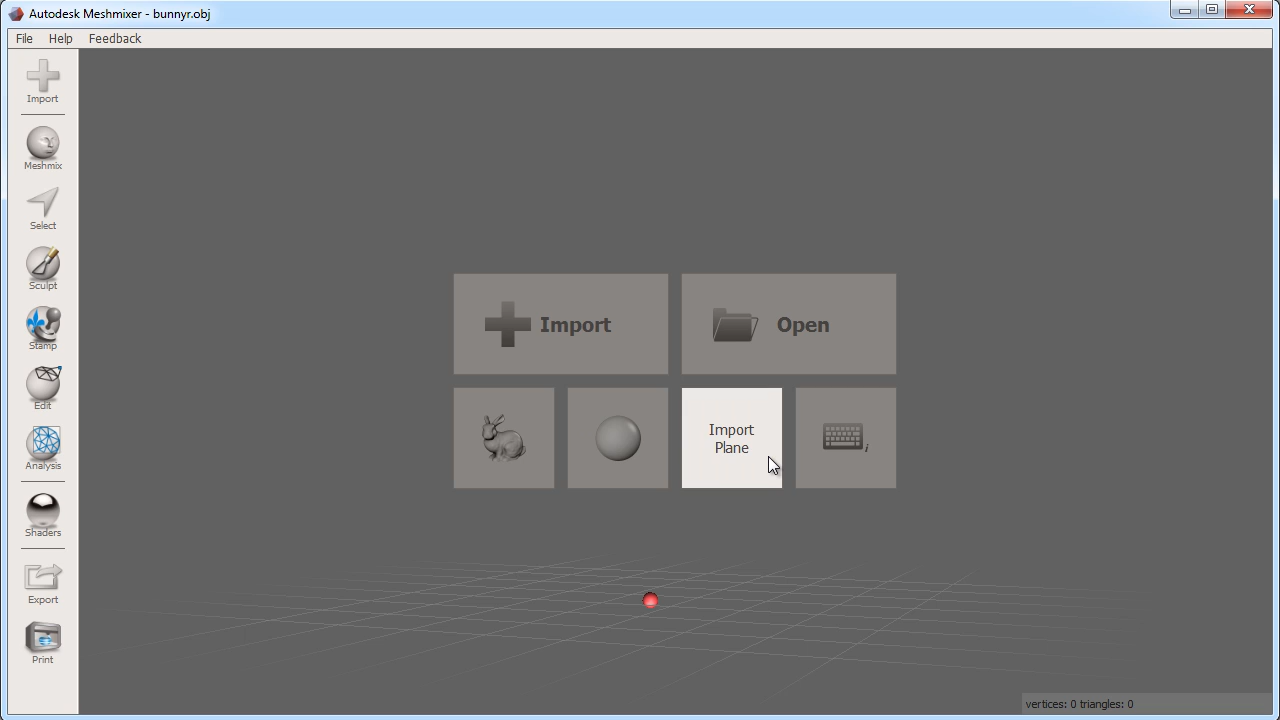 Autodesk Meshmixer - bunnyr.obj
File Help Feedback
Import
Meshmix
Select
Sculpt
Stamp
Edit
Analysis
Shaders
Export
Print
Import
Open
Import
Plane
i
vertices: 0 triangles: 0